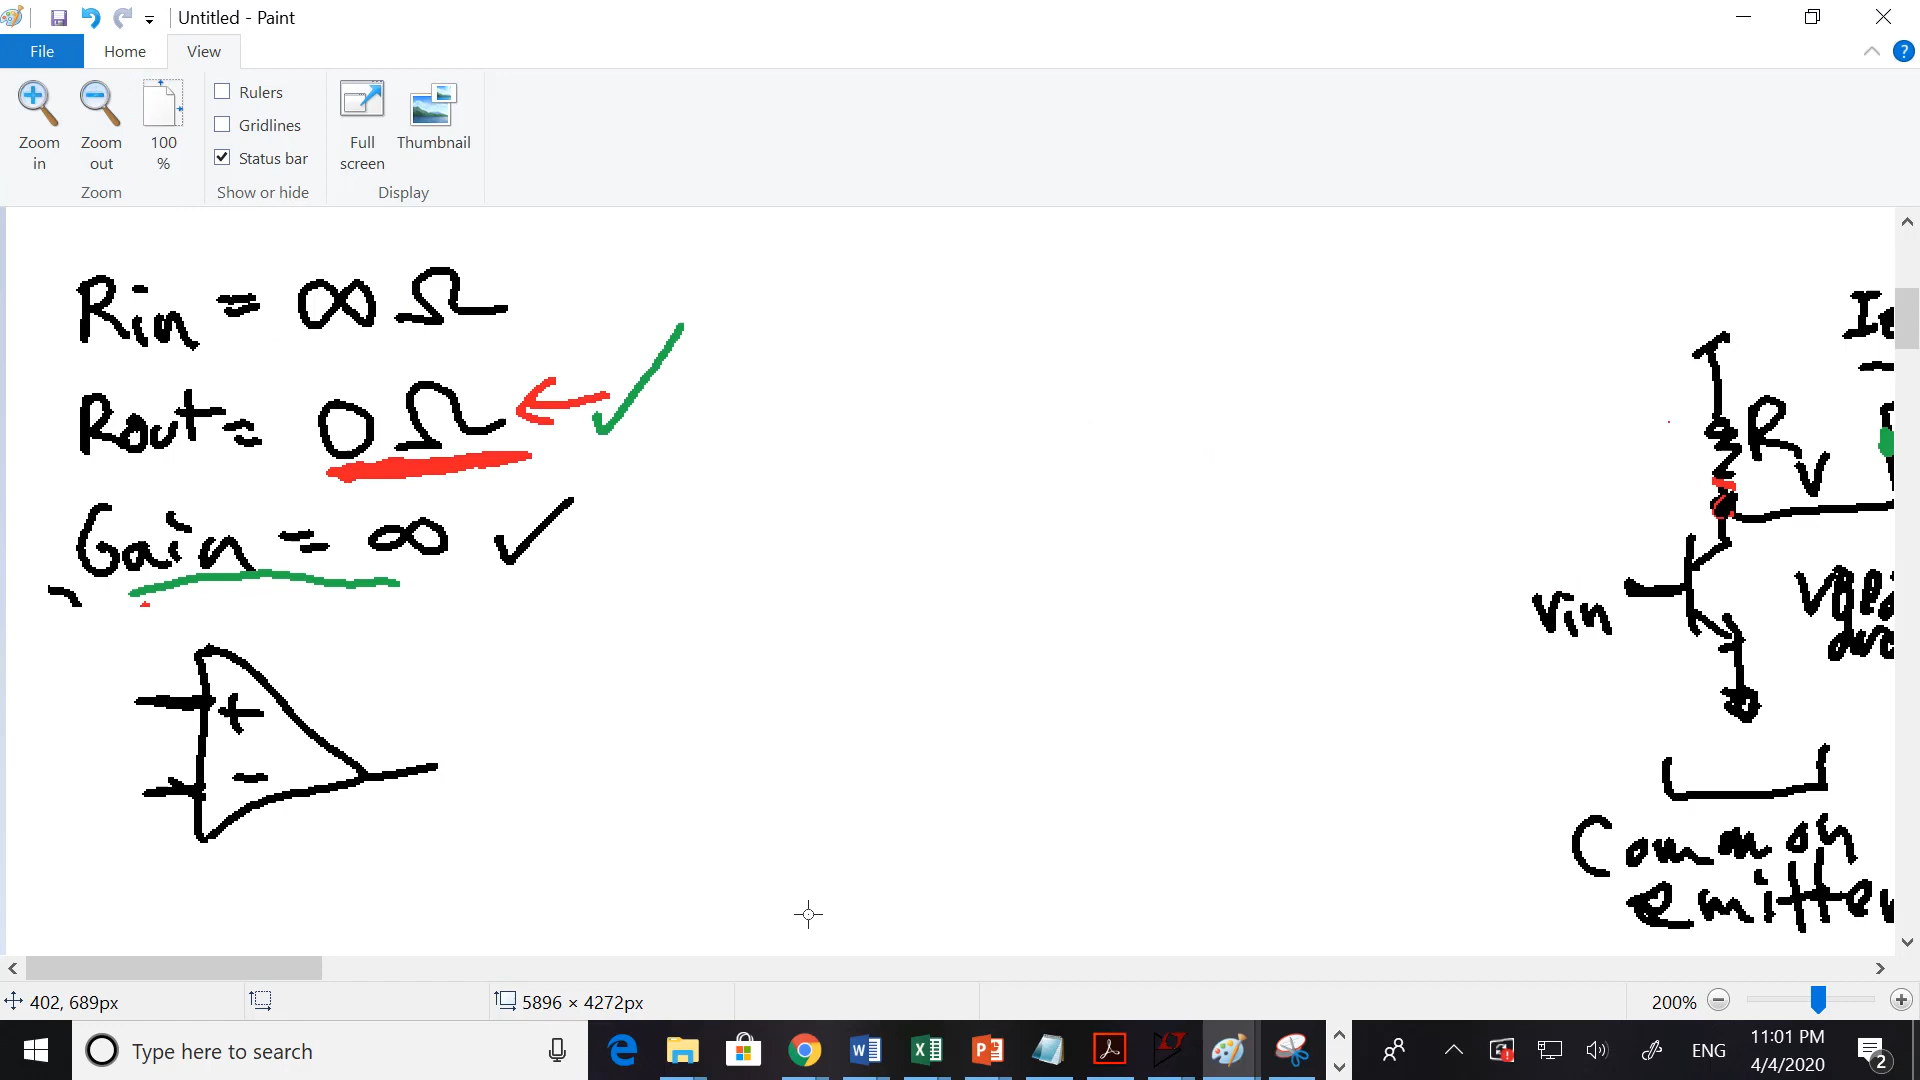 Untitled - Paint
File Home View
Zoom in
Zoom out
100 %
Rulers
Gridlines
Status bar
Full screen
Thumbnail
Zoom
Show or hide
Display
Rin = ∞ Ω
Rout = 0 Ω
Gain = ∞ ✓
+
-
R
V
Vin
Common
emitter
402, 689px
5896 × 4272px
200%
Type here to search
ENG
11:01 PM
4/4/2020
2